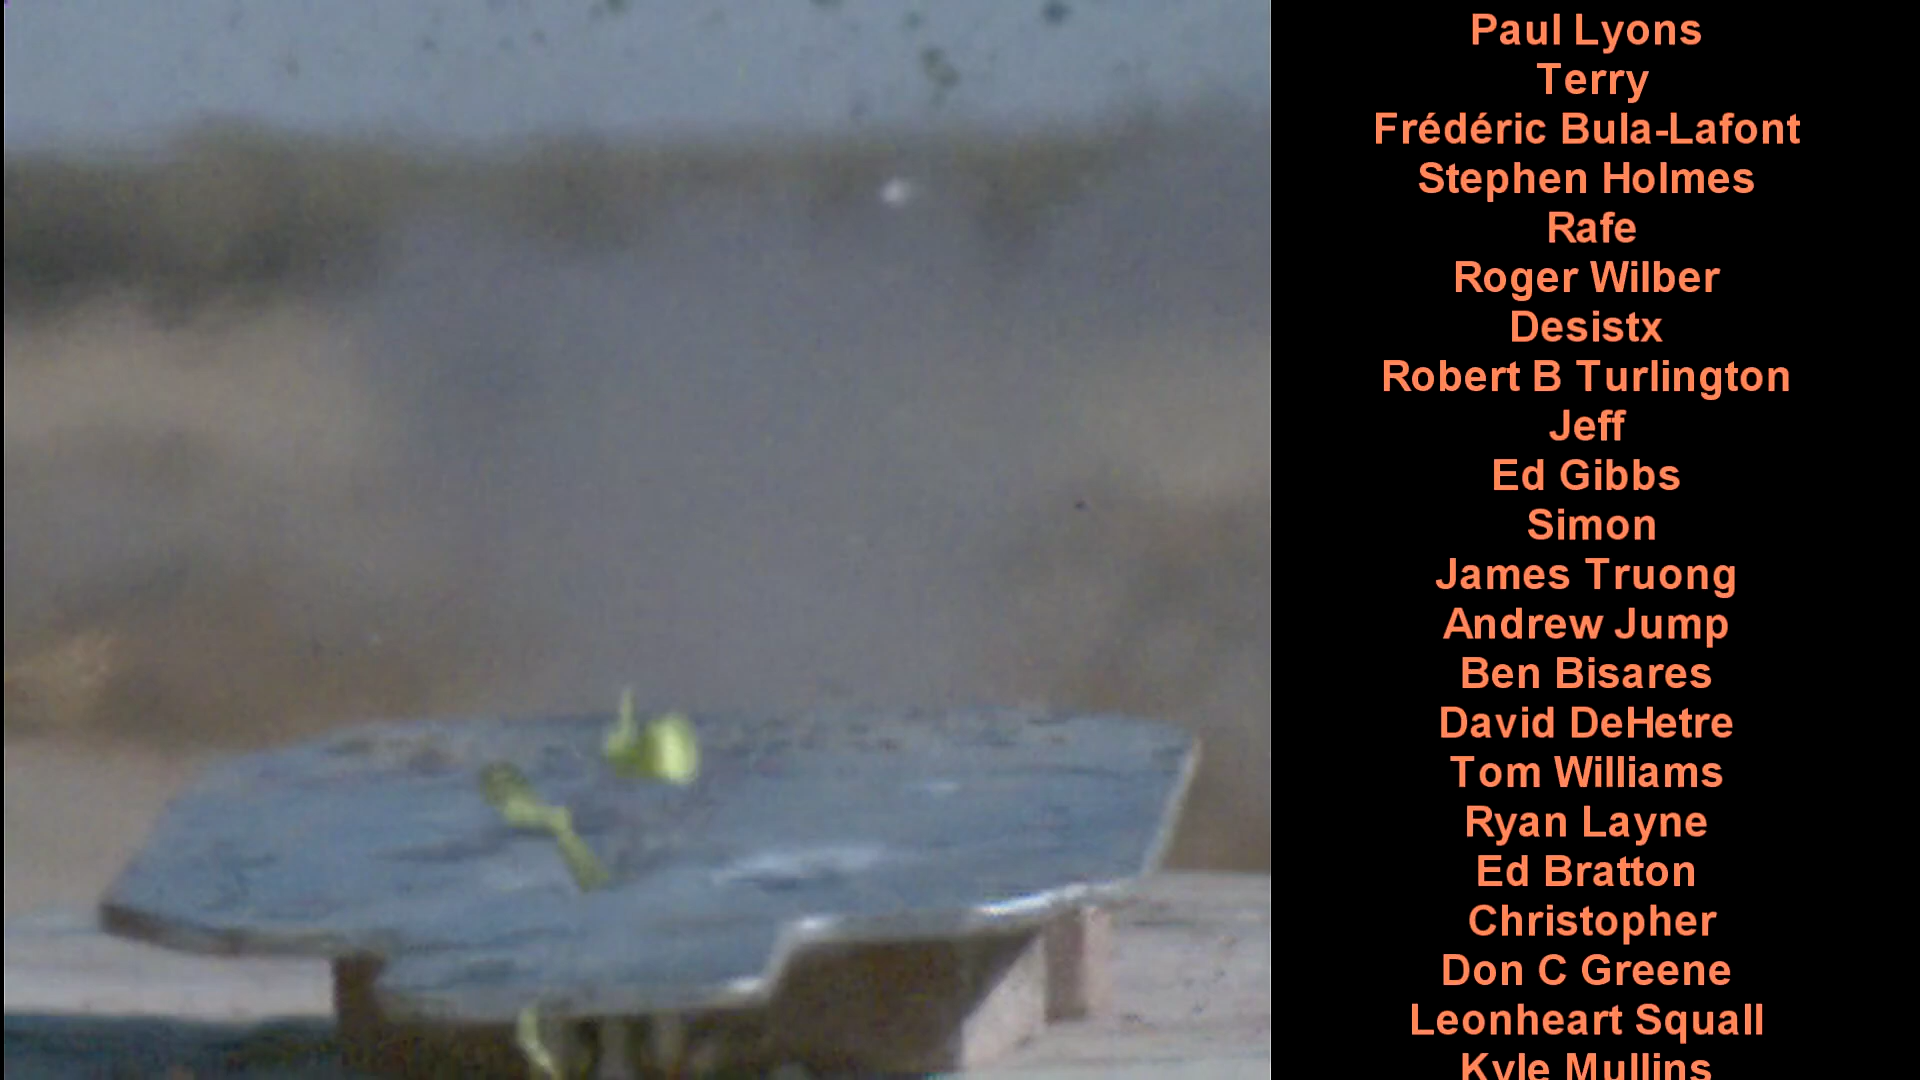 Paul Lyons
Terry
Frédéric Bula-Lafont
Stephen Holmes
Rafe
Roger Wilber
Desistx
Robert B Turlington
Jeff
Ed Gibbs
Simon
James Truong
Andrew Jump
Ben Bisares
David DeHetre
Tom Williams
Ryan Layne
Ed Bratton
Christopher
Don C Greene
Leonheart Squall
Kyle Mullins